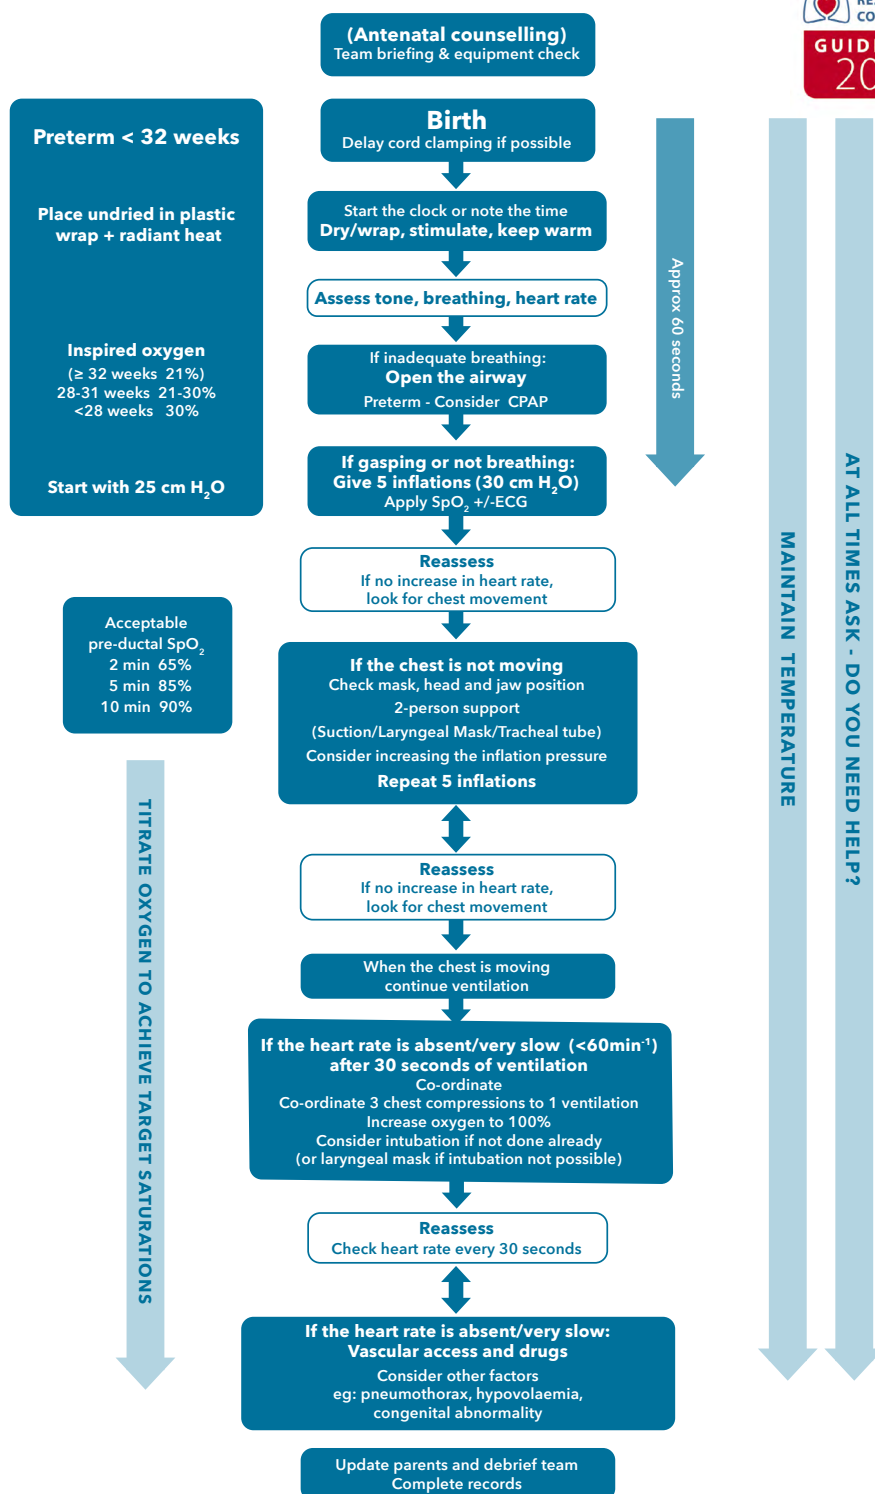 (Antenatal counselling)
Team briefing & equipment check
GUID
20
Birth
Delay cord clamping if possible
Preterm < 32 weeks
Place undried in plastic
wrap + radiant heat
Inspired oxygen
(≥ 32 weeks 21%)
28-31 weeks 21-30%
<28 weeks 30%
Start with 25 cm H₂O
Start the clock or note the time
Dry/wrap, stimulate, keep warm
Assess tone, breathing, heart rate
If inadequate breathing:
Open the airway
Preterm - Consider CPAP
If gasping or not breathing:
Give 5 inflations (30 cm H₂O)
Apply SpO₂ +/-ECG
Approx 60 seconds
Reassess
If no increase in heart rate,
look for chest movement
Acceptable
pre-ductal SpO₂
2 min 65%
5 min 85%
10 min 90%
If the chest is not moving
Check mask, head and jaw position
2-person support
(Suction/Laryngeal Mask/Tracheal tube)
Consider increasing the inflation pressure
Repeat 5 inflations
Reassess
If no increase in heart rate,
look for chest movement
When the chest is moving
continue ventilation
If the heart rate is absent/very slow (<60min⁻¹)
after 30 seconds of ventilation
Co-ordinate
Co-ordinate 3 chest compressions to 1 ventilation
Increase oxygen to 100%
Consider intubation if not done already
(or laryngeal mask if intubation not possible)
Reassess
Check heart rate every 30 seconds
If the heart rate is absent/very slow:
Vascular access and drugs
Consider other factors
eg: pneumothorax, hypovolaemia,
congenital abnormality
Update parents and debrief team
Complete records
TITRATE OXYGEN TO ACHIEVE TARGET SATURATIONS
MAINTAIN TEMPERATURE
AT ALL TIMES ASK - DO YOU NEED HELP?